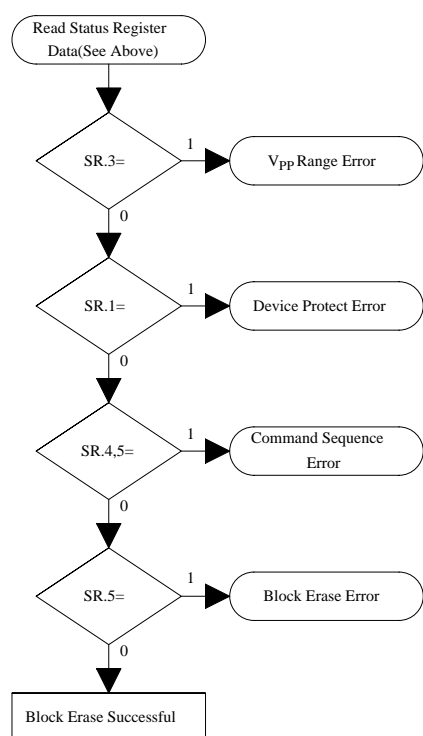 Read Status Register
Data(See Above)
SR.3=
1
VPP Range Error
0
SR.1=
1
Device Protect Error
0
SR.4,5=
1
Command Sequence
Error
0
SR.5=
1
Block Erase Error
0
Block Erase Successful